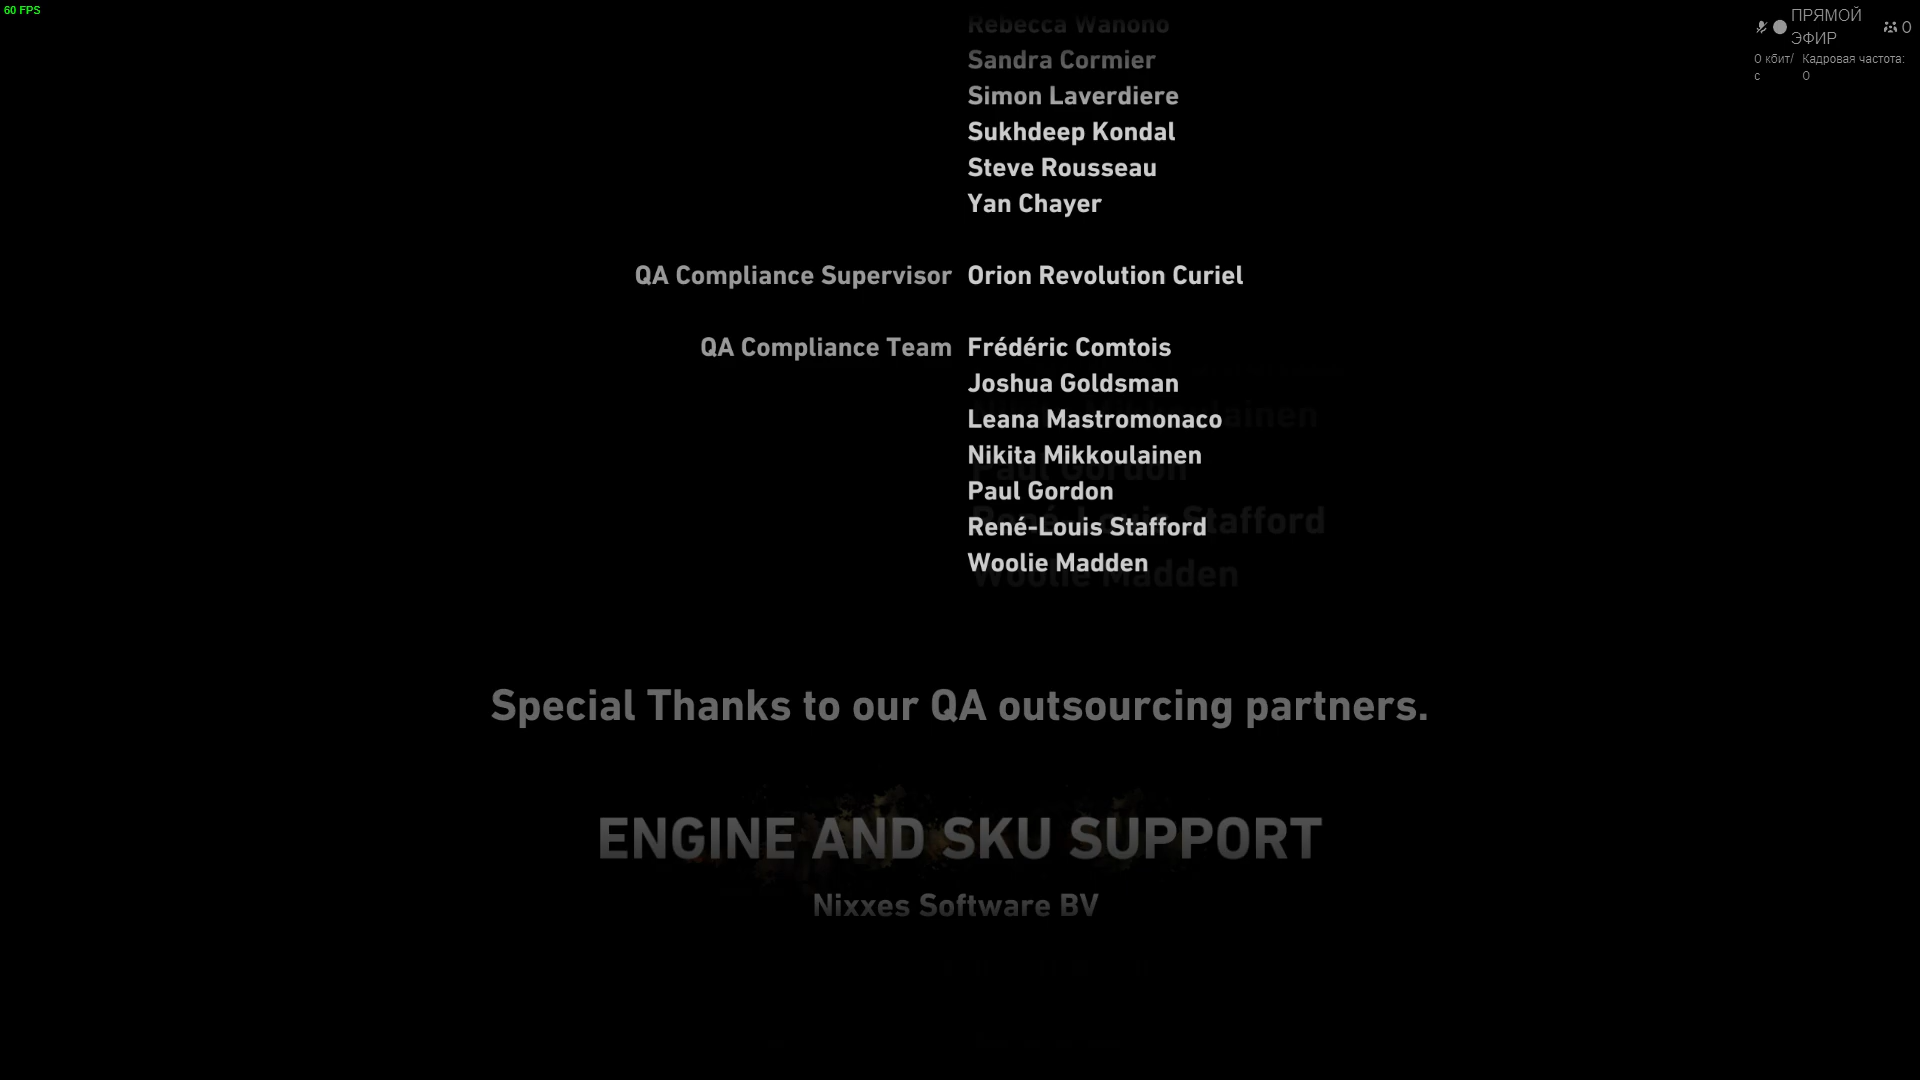 60 FPS
ПРЯМОЙ
ЭФИР
0
0 кбит/
с
Кадровая частота:
0
Rebecca Wanono
Sandra Cormier
Simon Laverdiere
Sukhdeep Kondal
Steve Rousseau
Yan Chayer
QA Compliance Supervisor Orion Revolution Curiel
QA Compliance Team Frédéric Comtois
Joshua Goldsman
Leana Mastromonaco
Nikita Mikkoulainen
Paul Gordon
René-Louis Stafford
Woolie Madden
Special Thanks to our QA outsourcing partners.
ENGINE AND SKU SUPPORT
Nixxes Software BV